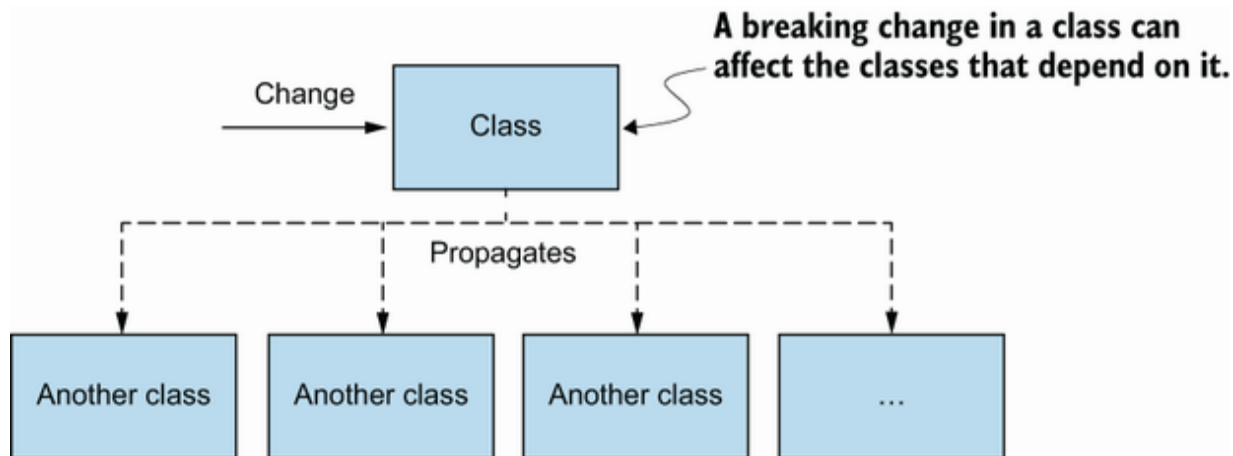 A breaking change in a class can
affect the classes that depend on it.
Change
Class
Propagates
Another class
Another class
Another class
...